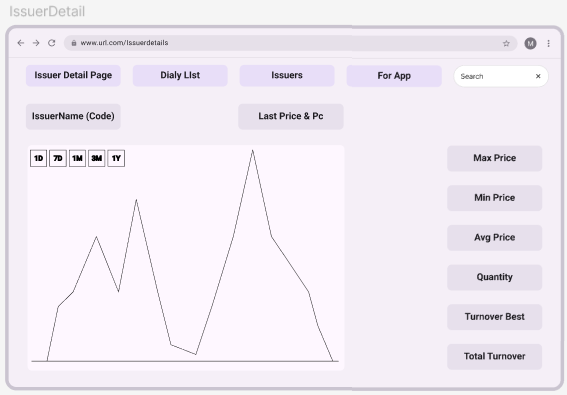 IssuerDetail
www.url.com/Issuerdetails
M
Issuer Detail Page
Dialy LIst
Issuers
For App
Search
IssuerName (Code)
Last Price & Pc
1D 7D 1M 3M 1Y
Max Price
Min Price
Avg Price
Quantity
Turnover Best
Total Turnover